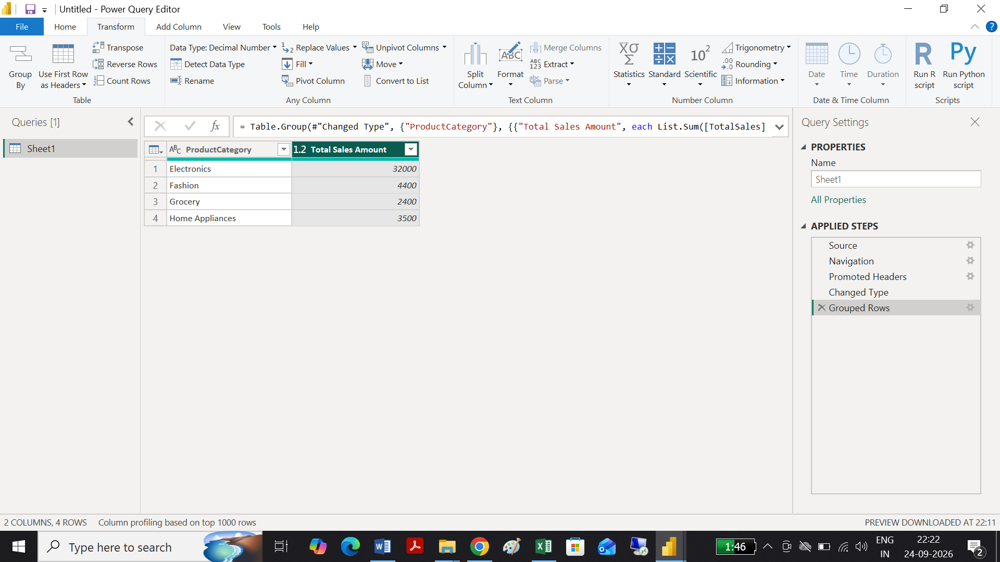 Untitled - Power Query Editor
File Home Transform Add Column View Tools Help
Group By
Use First Row as Headers
Transpose
Reverse Rows
Count Rows
Table
Data Type: Decimal Number
Detect Data Type
Rename
Replace Values
Fill
Pivot Column
Unpivot Columns
Move
Convert to List
Any Column
Split Column
Format
Merge Columns
Extract
Parse
Text Column
Statistics
Standard
Scientific
Trigonometry
Rounding
Information
Number Column
Date
Time
Duration
Date & Time Column
Run R script
Run Python script
Scripts
Queries [1]
Sheet1
= Table.Group(#"Changed Type", {"ProductCategory"}, {{"Total Sales Amount", each List.Sum([TotalSales]
ProductCategory 1.2 Total Sales Amount
1 Electronics 32000
2 Fashion 4400
3 Grocery 2400
4 Home Appliances 3500
Query Settings
PROPERTIES
Name
Sheet1
All Properties
APPLIED STEPS
Source
Navigation
Promoted Headers
Changed Type
Grouped Rows
2 COLUMNS, 4 ROWS Column profiling based on top 1000 rows
PREVIEW DOWNLOADED AT 22:11
Type here to search
1:46
ENG IN
22:22
24-09-2026
2